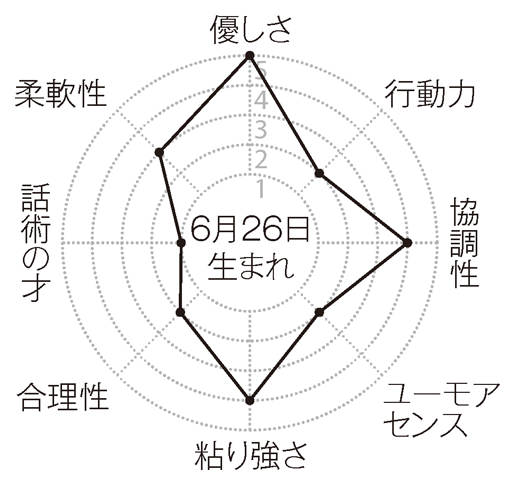 優しさ
行動力
協調性
ユーモア
センス
粘り強さ
合理性
話術の才
柔軟性
5
4
3
2
1
6月26日
生まれ